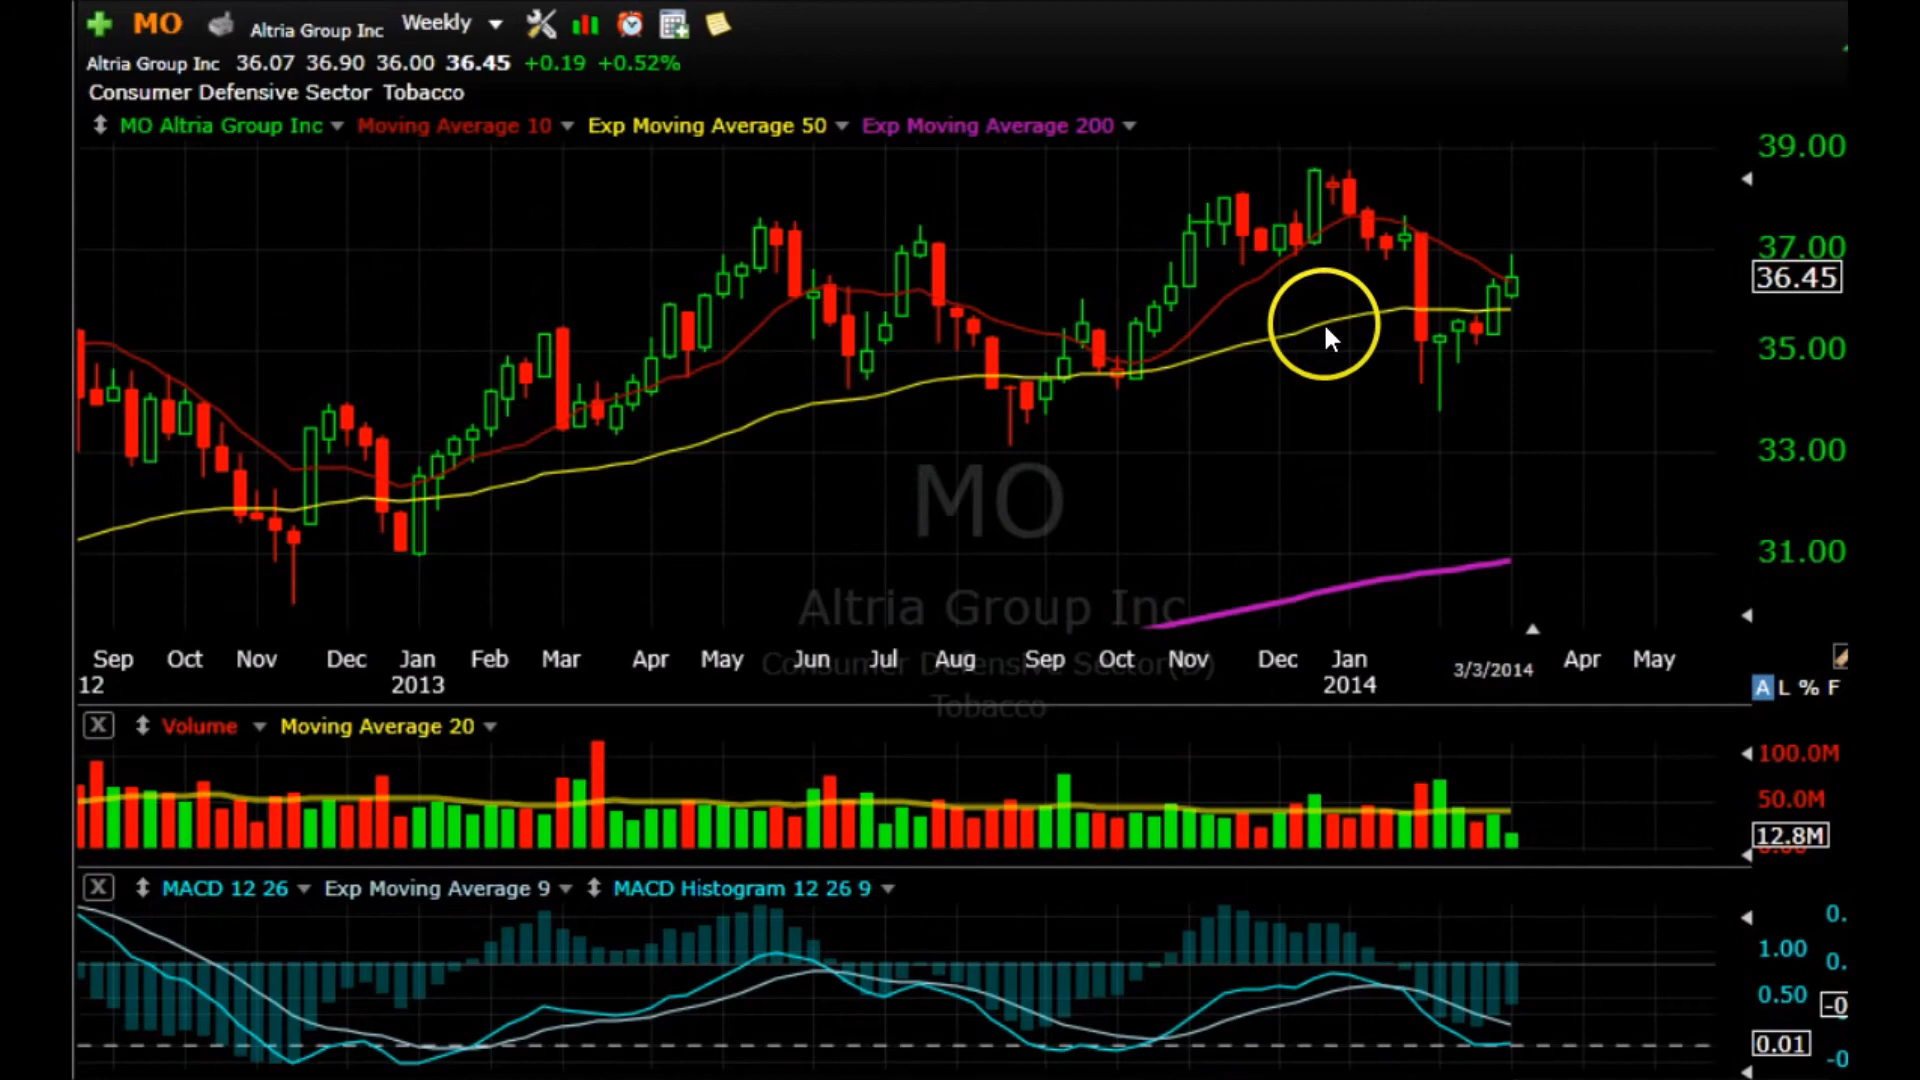 MO Altria Group Inc Weekly
Altria Group Inc 36.07 36.90 36.00 36.45 +0.19 +0.52%
Consumer Defensive Sector Tobacco
MO Altria Group Inc Moving Average 10 Exp Moving Average 50 Exp Moving Average 200
39.00
37.00
36.45
35.00
33.00
31.00
MO
Altria Group Inc
Consumer Defensive Sector(D)
Tobacco
Sep Oct Nov Dec Jan Feb Mar Apr May Jun Jul Aug Sep Oct Nov Dec Jan 3/3/2014 Apr May
12 2013 2014
A L % F
X Volume Moving Average 20
100.0M
50.0M
12.8M
X MACD 12 26 Exp Moving Average 9 MACD Histogram 12 26 9
0.
1.00 0.
0.50
-0
0.01 -0